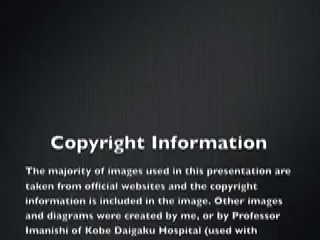 Copyright Information
The majority of images used in this presentation are
taken from official websites and the copyright
information is included in the image. Other images
and diagrams were created by me, or by Professor
Imanishi of Kobe Daigaku Hospital (used with